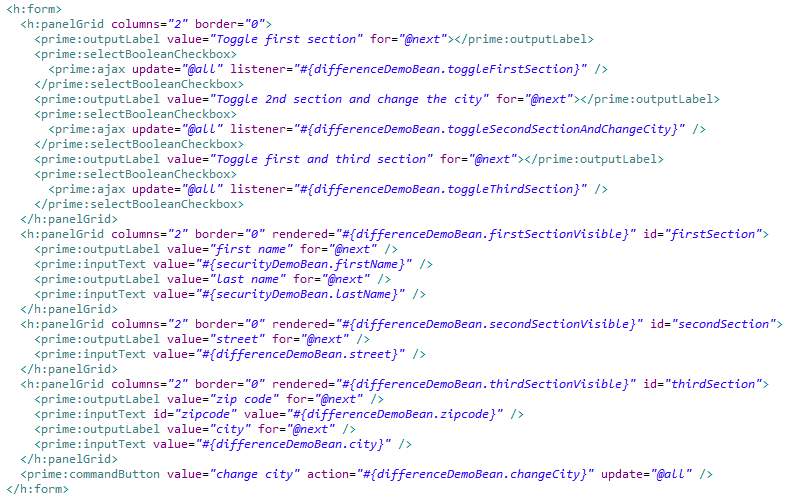 <h:form>
  <h:panelGrid columns="2" border="0">
    <prime:outputLabel value="Toggle first section" for="@next"></prime:outputLabel>
    <prime:selectBooleanCheckbox>
      <prime:ajax update="@all" listener="#{differenceDemoBean.toggleFirstSection}" />
    </prime:selectBooleanCheckbox>
    <prime:outputLabel value="Toggle 2nd section and change the city" for="@next"></prime:outputLabel>
    <prime:selectBooleanCheckbox>
      <prime:ajax update="@all" listener="#{differenceDemoBean.toggleSecondSectionAndChangeCity}" />
    </prime:selectBooleanCheckbox>
    <prime:outputLabel value="Toggle first and third section" for="@next"></prime:outputLabel>
    <prime:selectBooleanCheckbox>
      <prime:ajax update="@all" listener="#{differenceDemoBean.toggleThirdSection}" />
    </prime:selectBooleanCheckbox>
  </h:panelGrid>
  <h:panelGrid columns="2" border="0" rendered="#{differenceDemoBean.firstSectionVisible}" id="firstSection">
    <prime:outputLabel value="first name" for="@next" />
    <prime:inputText value="#{securityDemoBean.firstName}" />
    <prime:outputLabel value="last name" for="@next" />
    <prime:inputText value="#{securityDemoBean.lastName}" />
  </h:panelGrid>
  <h:panelGrid columns="2" border="0" rendered="#{differenceDemoBean.secondSectionVisible}" id="secondSection">
    <prime:outputLabel value="street" for="@next" />
    <prime:inputText value="#{differenceDemoBean.street}" />
  </h:panelGrid>
  <h:panelGrid columns="2" border="0" rendered="#{differenceDemoBean.thirdSectionVisible}" id="thirdSection">
    <prime:outputLabel value="zip code" for="@next" />
    <prime:inputText id="zipcode" value="#{differenceDemoBean.zipcode}" />
    <prime:outputLabel value="city" for="@next" />
    <prime:inputText value="#{differenceDemoBean.city}" />
  </h:panelGrid>
  <prime:commandButton value="change city" action="#{differenceDemoBean.changeCity}" update="@all" />
</h:form>